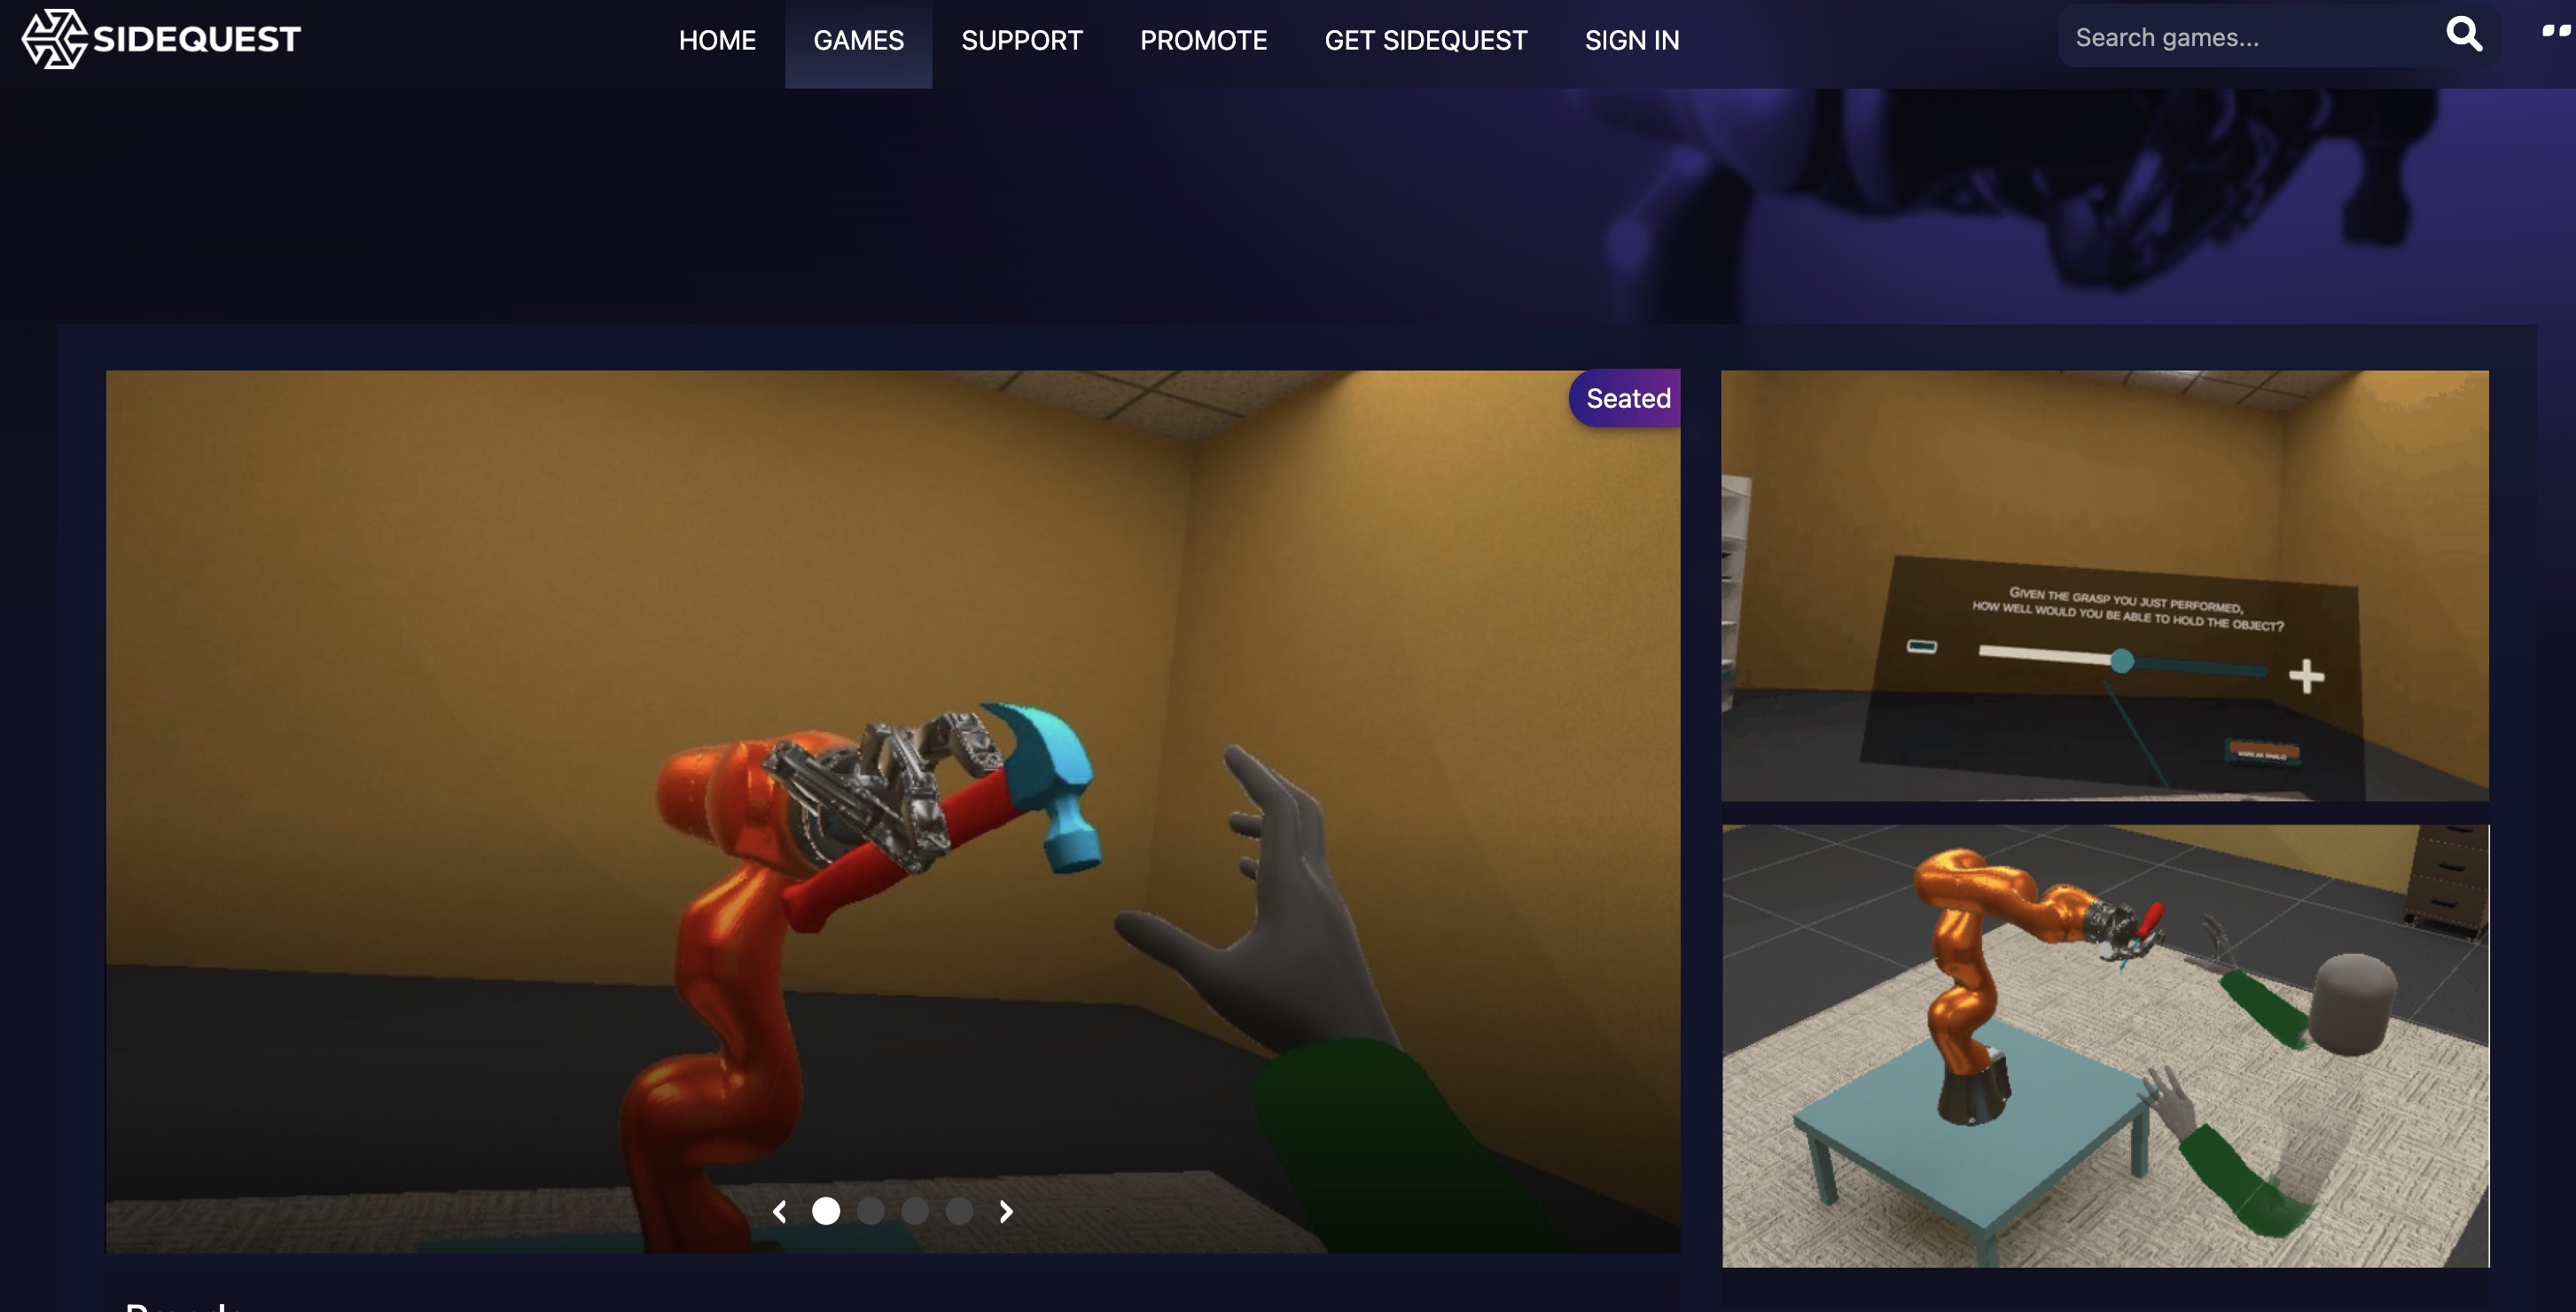 SIDEQUEST
HOME
GAMES
SUPPORT
PROMOTE
GET SIDEQUEST
SIGN IN
Search games...
Seated
GIVEN THE GRASP YOU JUST PERFORMED,
HOW WELL WOULD YOU BE ABLE TO HOLD THE OBJECT?